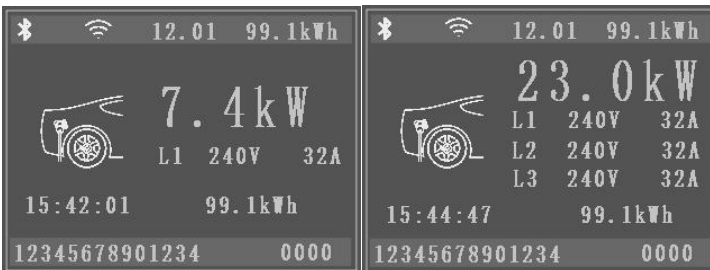 12.01 99.1kWh
7.4kW
L1 240V 32A
15:42:01 99.1kWh
12345678901234 0000
12.01 99.1kWh
23.0kW
L1 240V 32A
L2 240V 32A
L3 240V 32A
15:44:47 99.1kWh
12345678901234 0000